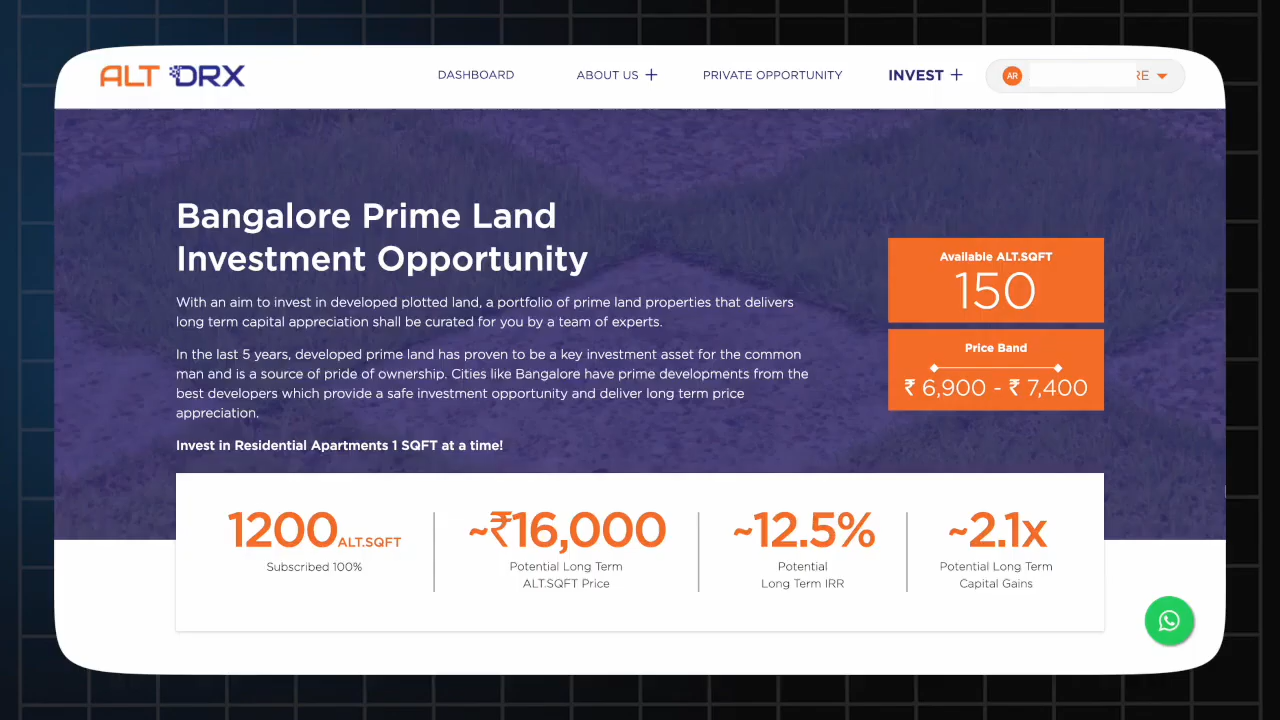 ALT DRX
DASHBOARD
ABOUT US +
PRIVATE OPPORTUNITY
INVEST +
AR
RE
Bangalore Prime Land
Investment Opportunity
With an aim to invest in developed plotted land, a portfolio of prime land properties that delivers
long term capital appreciation shall be curated for you by a team of experts.
In the last 5 years, developed prime land has proven to be a key investment asset for the common
man and is a source of pride of ownership. Cities like Bangalore have prime developments from the
best developers which provide a safe investment opportunity and deliver long term price
appreciation.
Invest in Residential Apartments 1 SQFT at a time!
Available ALT.SQFT
150
Price Band
₹ 6,900 - ₹ 7,400
1200 ALT.SQFT
Subscribed 100%
~₹16,000
Potential Long Term
ALT.SQFT Price
~12.5%
Potential
Long Term IRR
~2.1x
Potential Long Term
Capital Gains